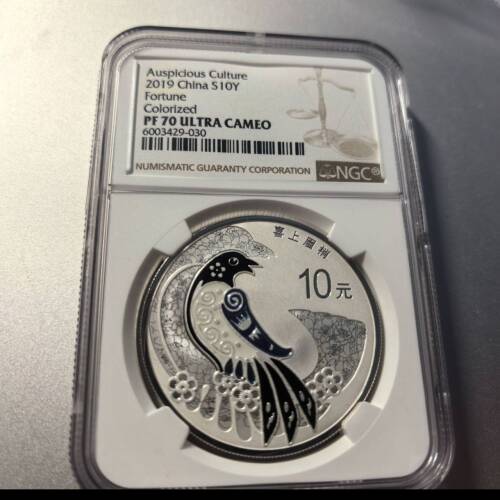 Auspicious Culture
2019 China S10Y
Fortune
Colorized
PF 70 ULTRA CAMEO
6003429-030
NUMISMATIC GUARANTY CORPORATION
NGC®
喜上眉梢
10元